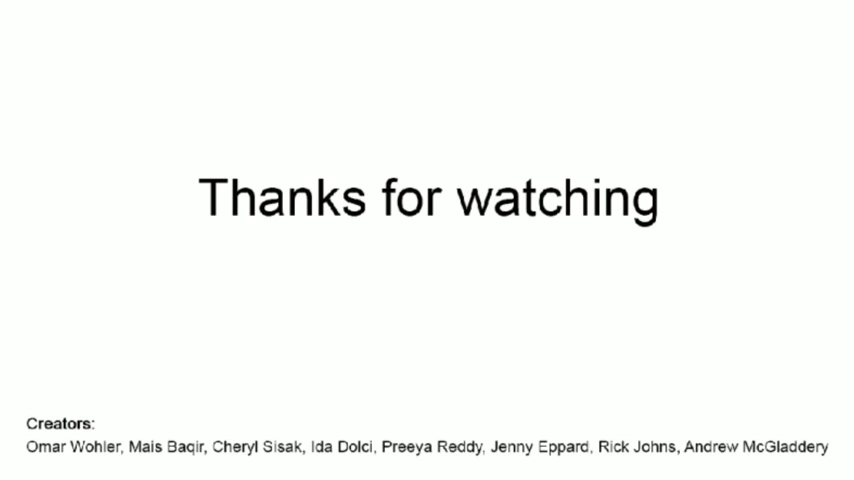 Thanks for watching
Creators:
Omar Wohler, Mais Baqir, Cheryl Sisak, Ida Dolci, Preeya Reddy, Jenny Eppard, Rick Johns, Andrew McGladdery